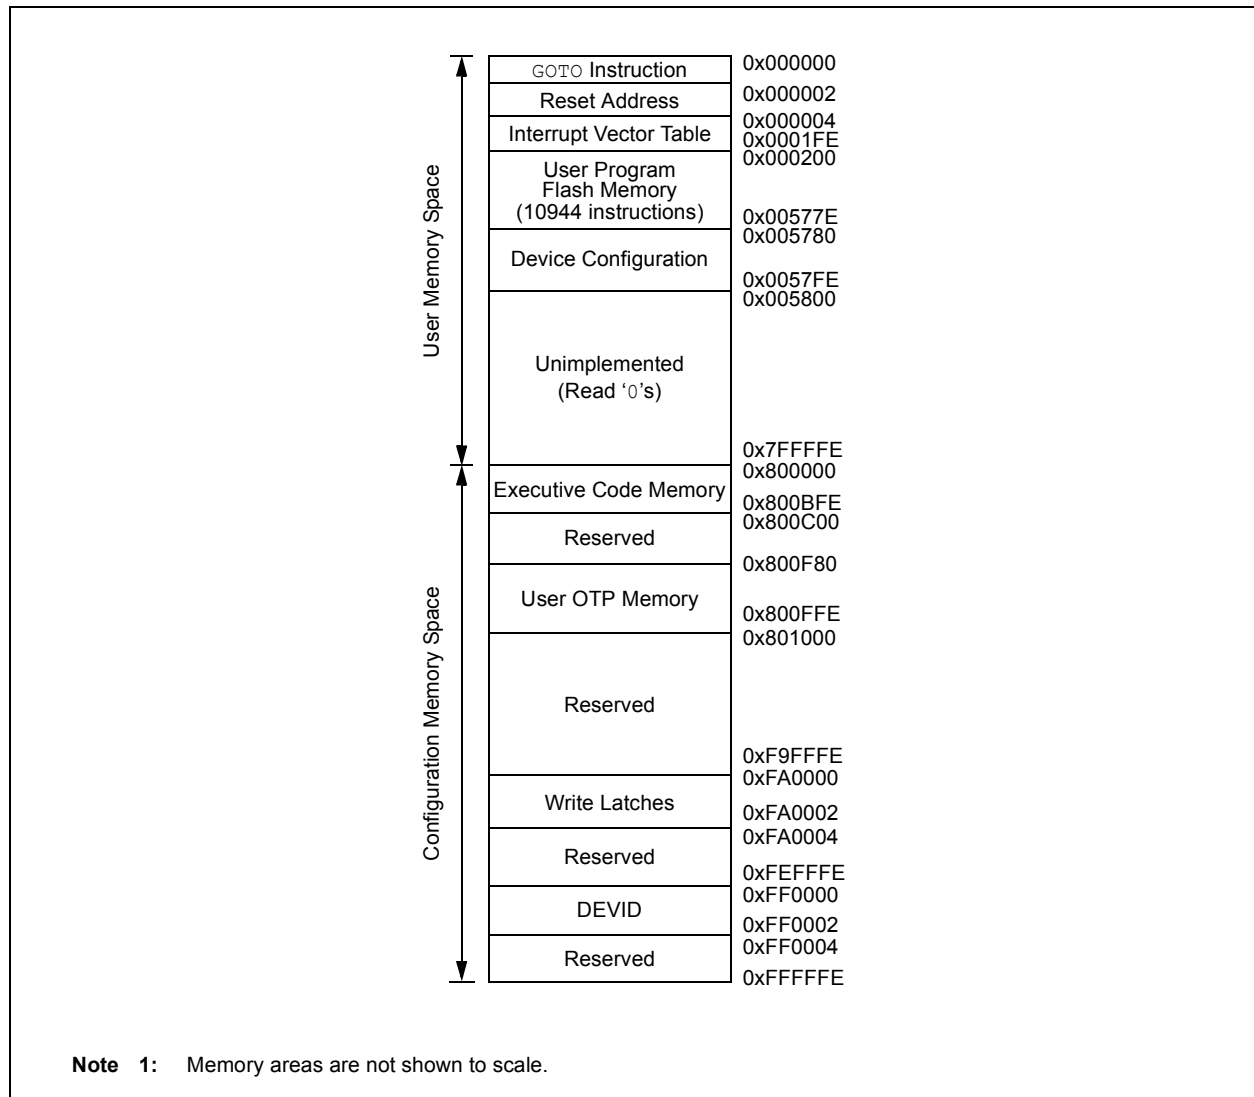 GOTO Instruction
0x000000
Reset Address
0x000002
0x000004
Interrupt Vector Table
0x0001FE
0x000200
User Program
Flash Memory
(10944 instructions)
0x00577E
0x005780
Device Configuration
0x0057FE
0x005800
User Memory Space
Unimplemented
(Read ‘0’s)
0x7FFFFE
0x800000
Executive Code Memory
0x800BFE
0x800C00
Reserved
0x800F80
User OTP Memory
0x800FFE
0x801000
Configuration Memory Space
Reserved
0xF9FFFE
0xFA0000
Write Latches
0xFA0002
0xFA0004
Reserved
0xFEFFFE
0xFF0000
DEVID
0xFF0002
0xFF0004
Reserved
0xFFFFFE
Note 1: Memory areas are not shown to scale.